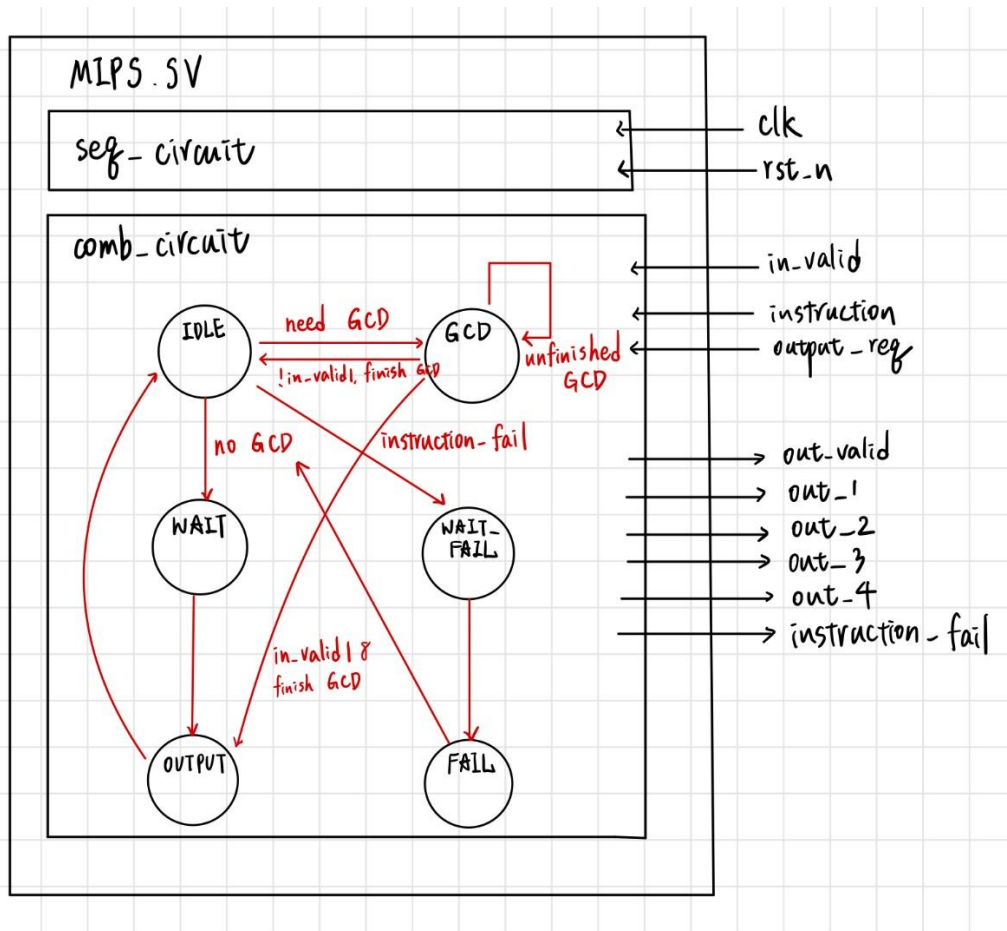 MIPS.SV
seq_circuit
clk
rst_n
comb_circuit
in_valid
instruction
output_req
IDLE
need GCD
GCD
!in_valid1, finish GCD
unfinished
GCD
no GCD
instruction_fail
WAIT
WAIT_
FAIL
in_valid1 &
finish GCD
OUTPUT
FAIL
out_valid
out_1
out_2
out_3
out_4
instruction_fail